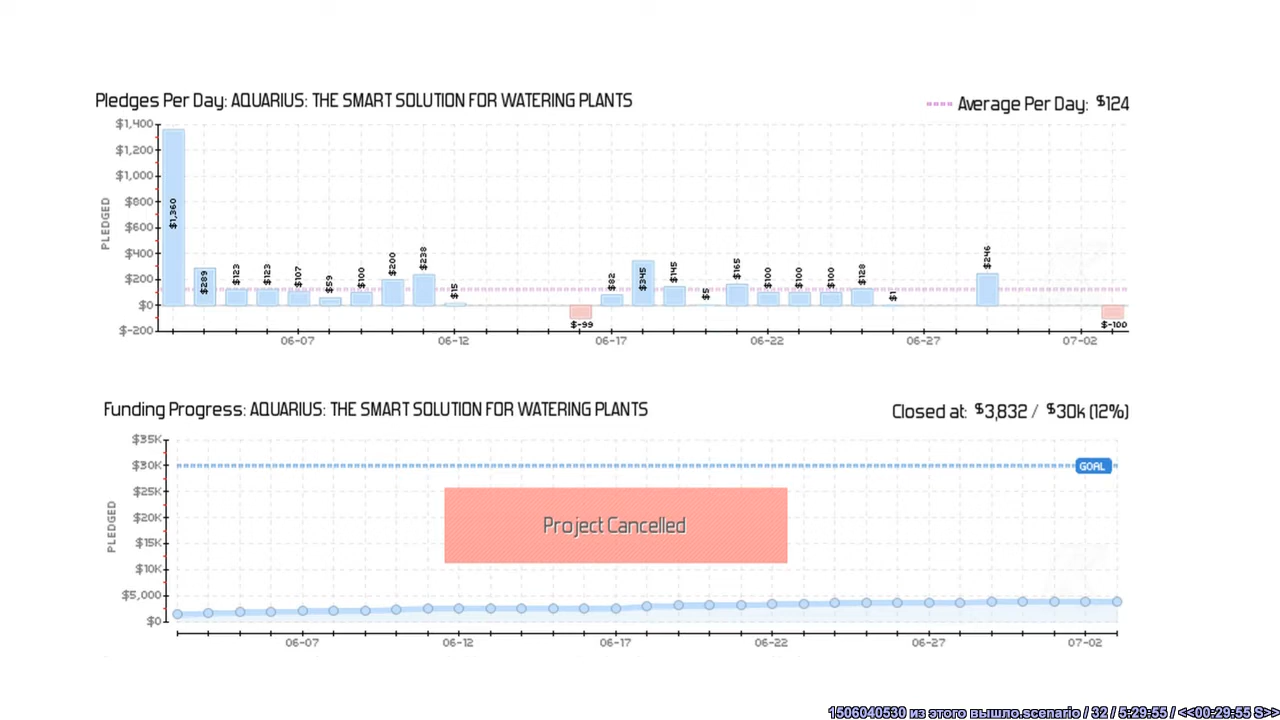 Pledges Per Day: AQUARIUS: THE SMART SOLUTION FOR WATERING PLANTS
Average Per Day: $124
PLEDGED
$1,400
$1,200
$1,000
$800
$600
$400
$200
$0
$-200
$1,360
$289
$123
$123
$107
$59
$100
$200
$238
$15
$-99
$82
$345
$145
$5
$165
$100
$100
$100
$128
$1
$246
$-100
06-07 06-12 06-17 06-22 06-27 07-02
Funding Progress: AQUARIUS: THE SMART SOLUTION FOR WATERING PLANTS
Closed at: $3,832 / $30k (12%)
PLEDGED
$35K
$30K
GOAL
$25K
$20K
Project Cancelled
$15K
$10K
$5,000
$0
06-07 06-12 06-17 06-22 06-27 07-02
1506040530 из этого вышло.scenario / 32 / 5:29:55 / <<00:29:55 S>>